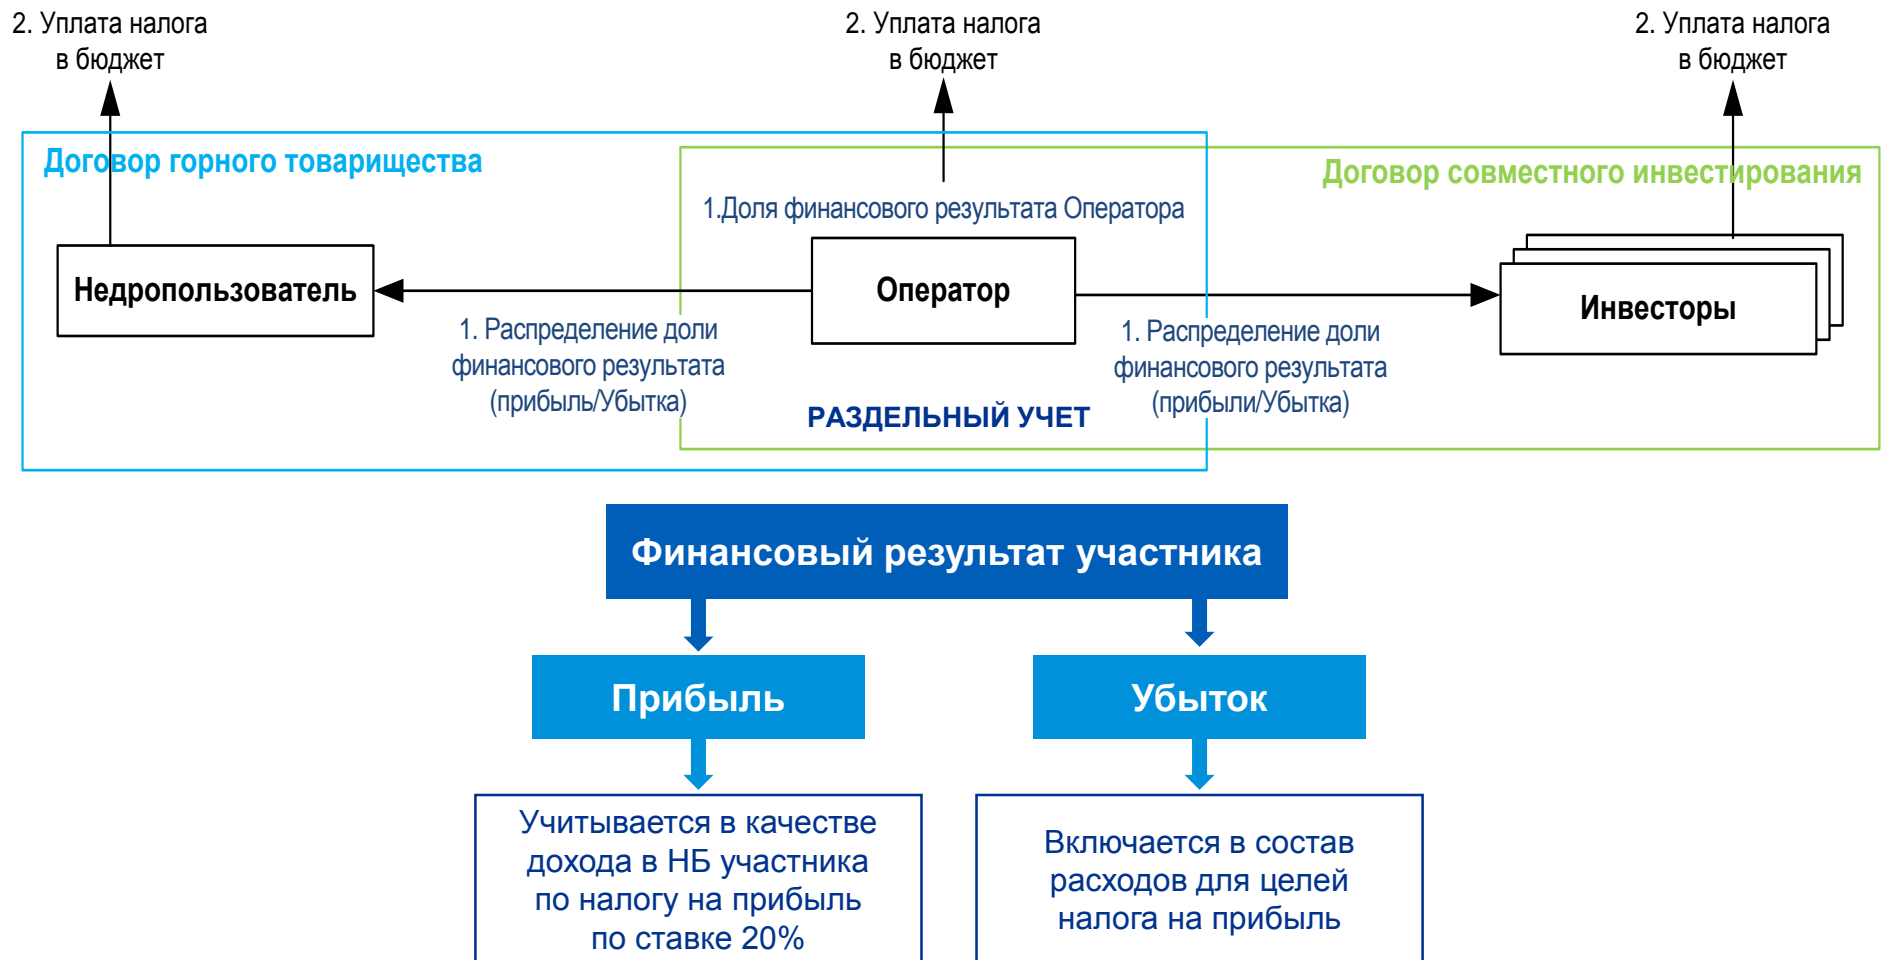 2. Уплата налога
в бюджет
2. Уплата налога
в бюджет
2. Уплата налога
в бюджет
Договор горного товарищества
Договор совместного инвестирования
1.Доля финансового результата Оператора
Недропользователь
Оператор
Инвесторы
1. Распределение доли
финансового результата
(прибыль/Убытка)
1. Распределение доли
финансового результата
(прибыли/Убытка)
РАЗДЕЛЬНЫЙ УЧЕТ
Финансовый результат участника
Прибыль
Убыток
Учитывается в качестве
дохода в НБ участника
по налогу на прибыль
по ставке 20%
Включается в состав
расходов для целей
налога на прибыль